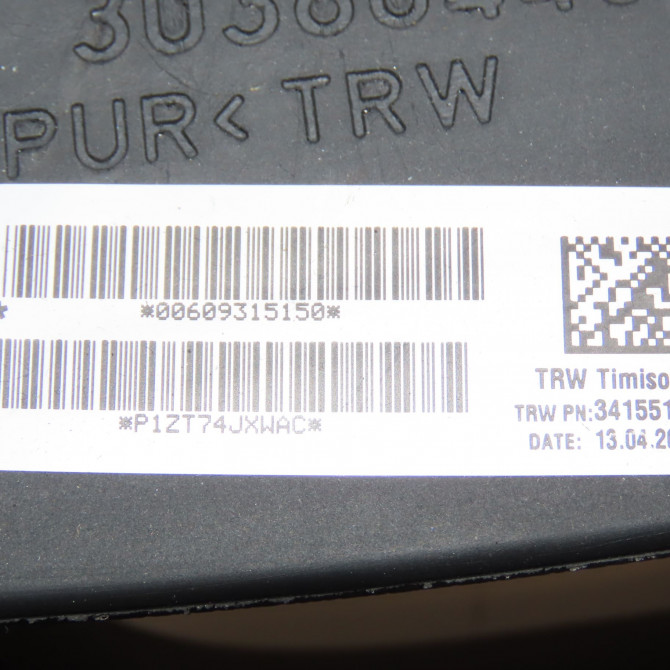 PUR< TRW
*00609315150*
*P1ZT74JXWAC*
TRW Timiso
TRW PN:341551
DATE: 13.04.20